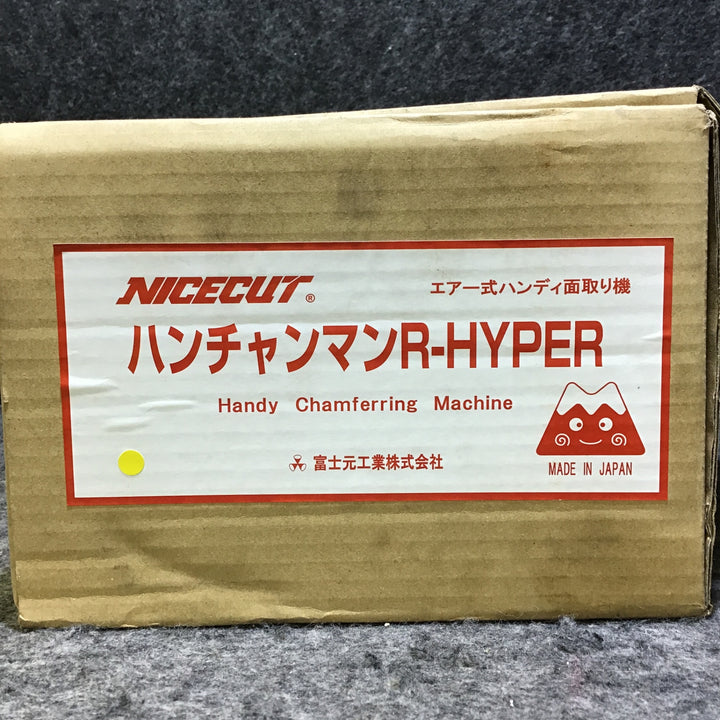 NICECUT®
エアー式ハンディ面取り機
ハンチャンマンR-HYPER
Handy Chamferring Machine
富士元工業株式会社
MADE IN JAPAN